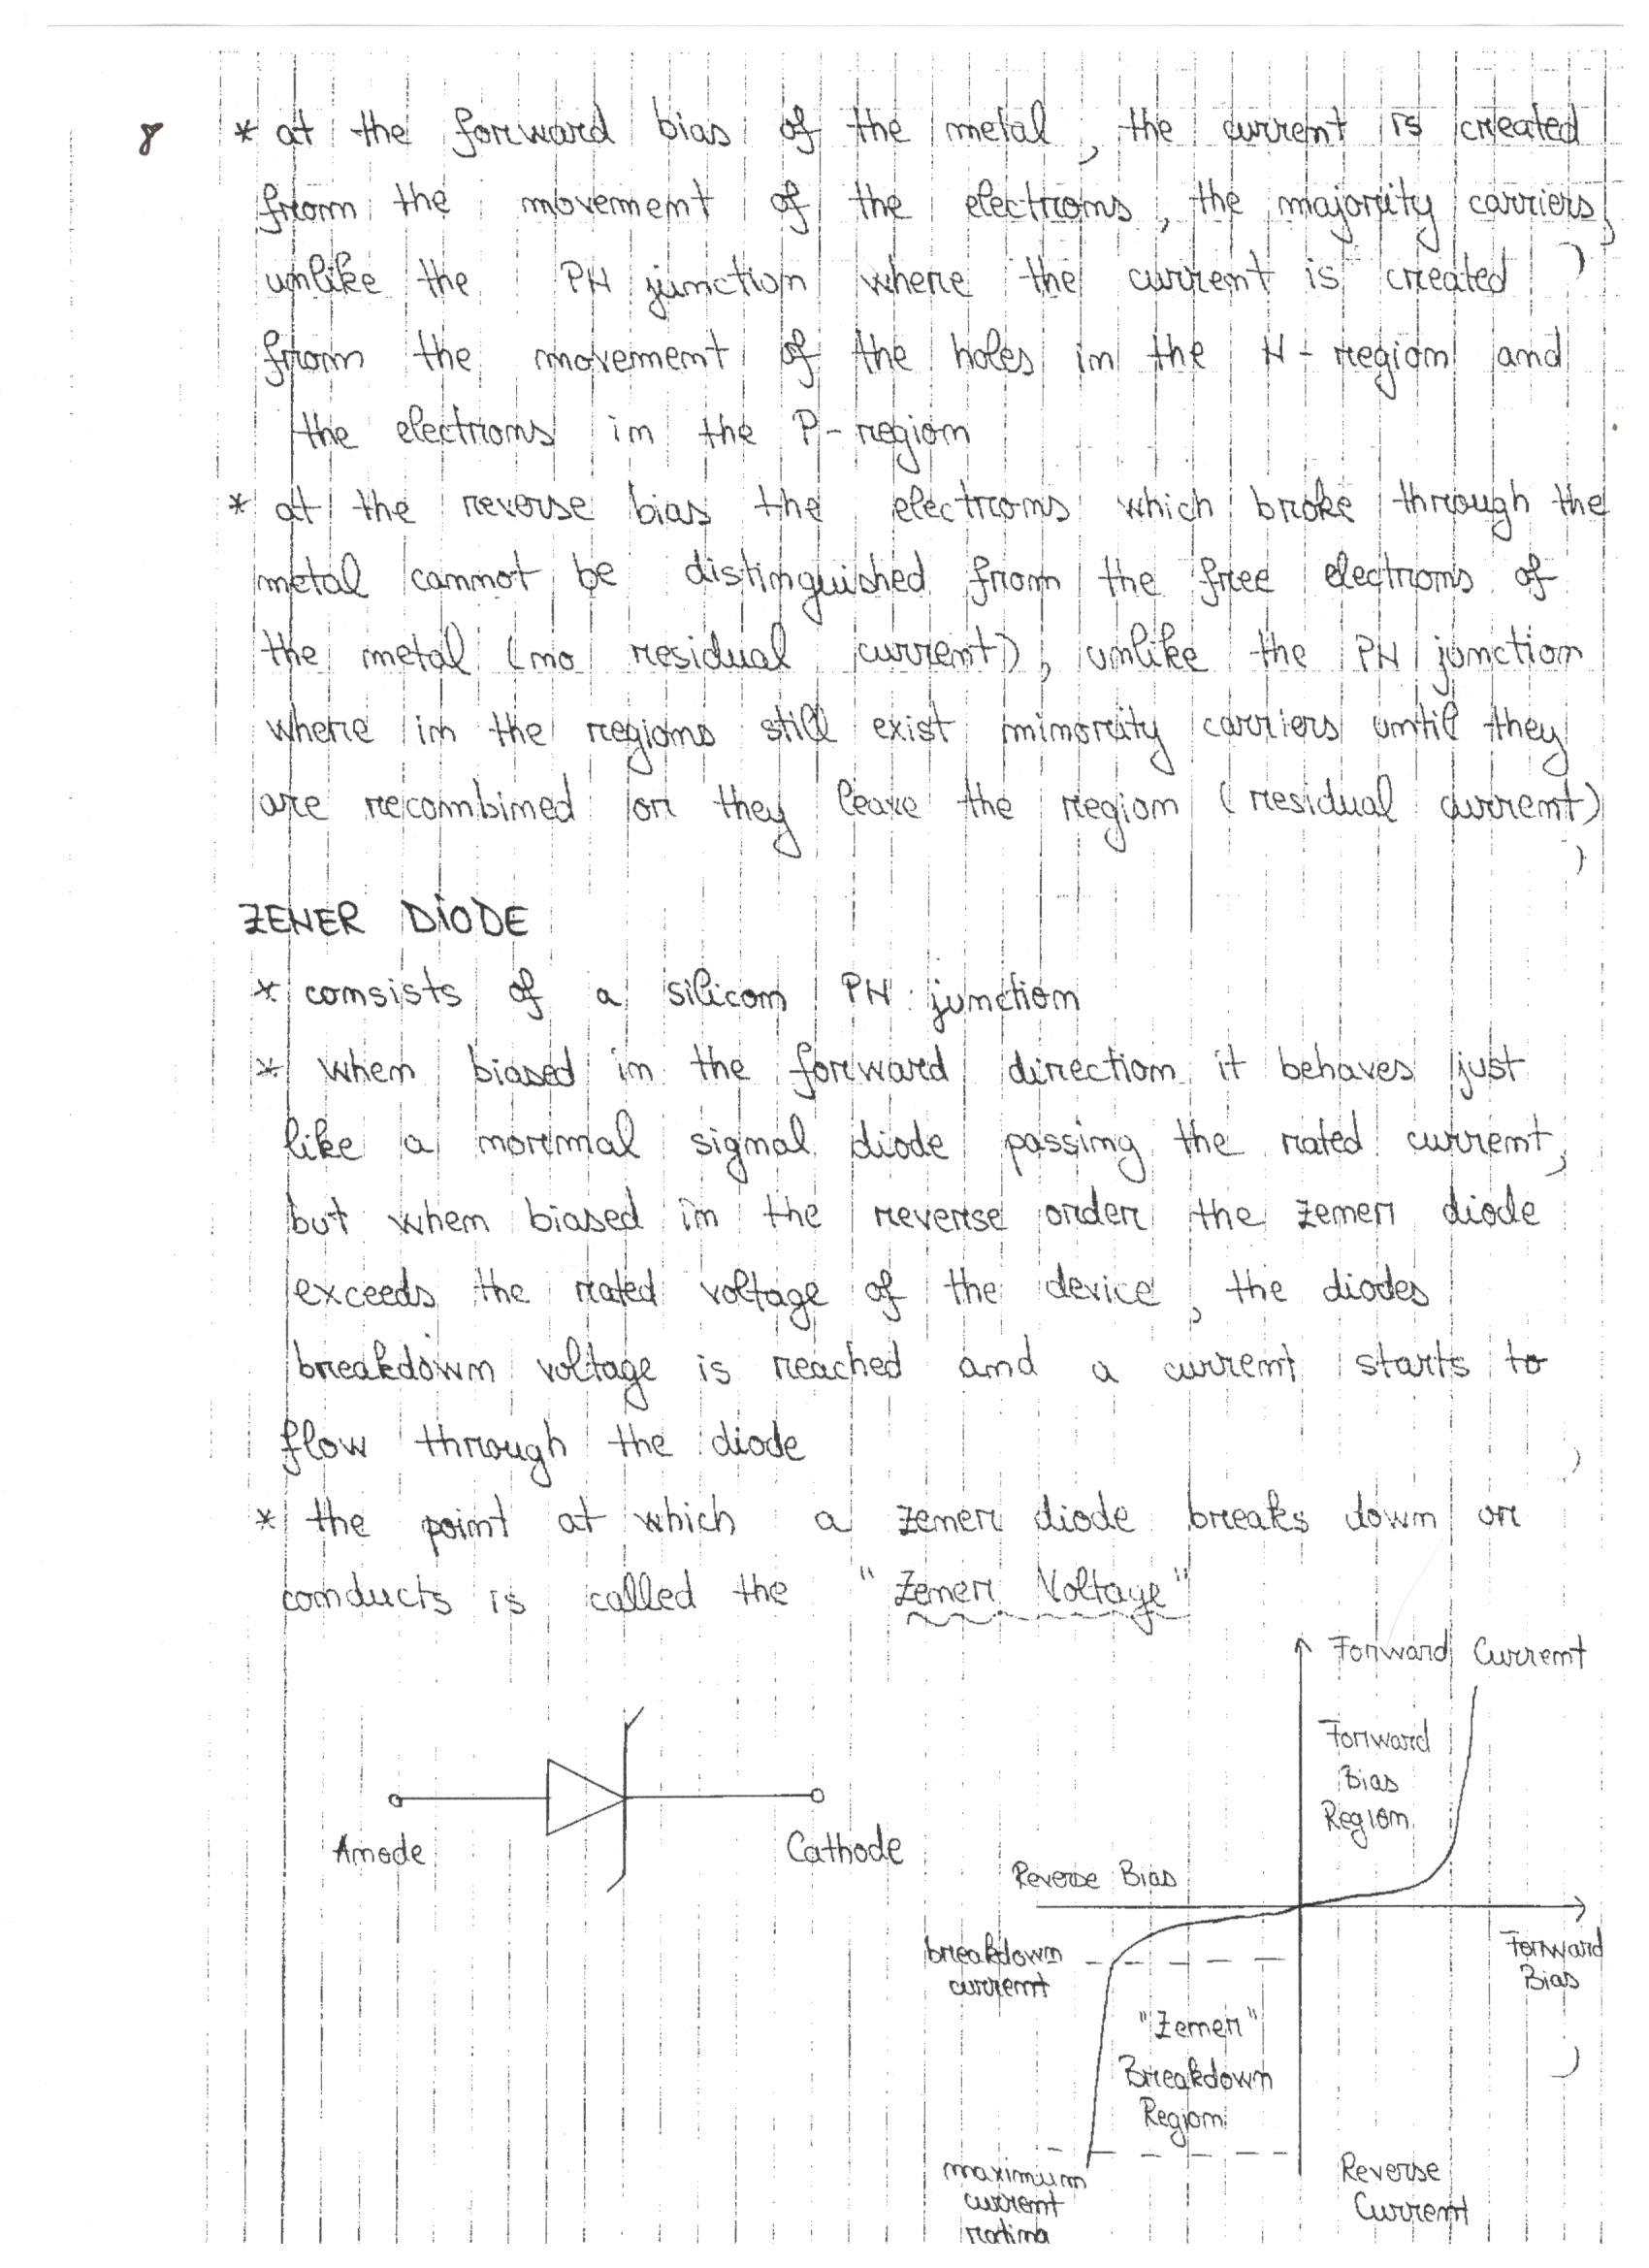 8
* at the forward bias of the metal, the current is created
from the movement of the electrons, the majority carriers,
unlike the PN junction where the current is created
from the movement of the holes in the N-region and
the electrons in the P-region
* at the reverse bias the electrons which broke through the
metal cannot be distinguished from the free electrons of
the metal (no residual current), unlike the PN junction
where in the regions still exist minority carriers until they
are recombined or they leave the region (residual current)
ZENER DIODE
* consists of a silicon PN junction
* when biased in the forward direction it behaves just
like a normal signal diode passing the rated current,
but when biased in the reverse order the zener diode
exceeds the rated voltage of the device, the diodes
breakdown voltage is reached and a current starts to
flow through the diode
* the point at which a zener diode breaks down or
conducts is called the "Zener Voltage"
Forward Current
Forward
Bias
Region
Anode
Cathode
Reverse Bias
Forward
Bias
breakdown
current
"Zener"
Breakdown
Region
maximum
current
rating
Reverse
Current